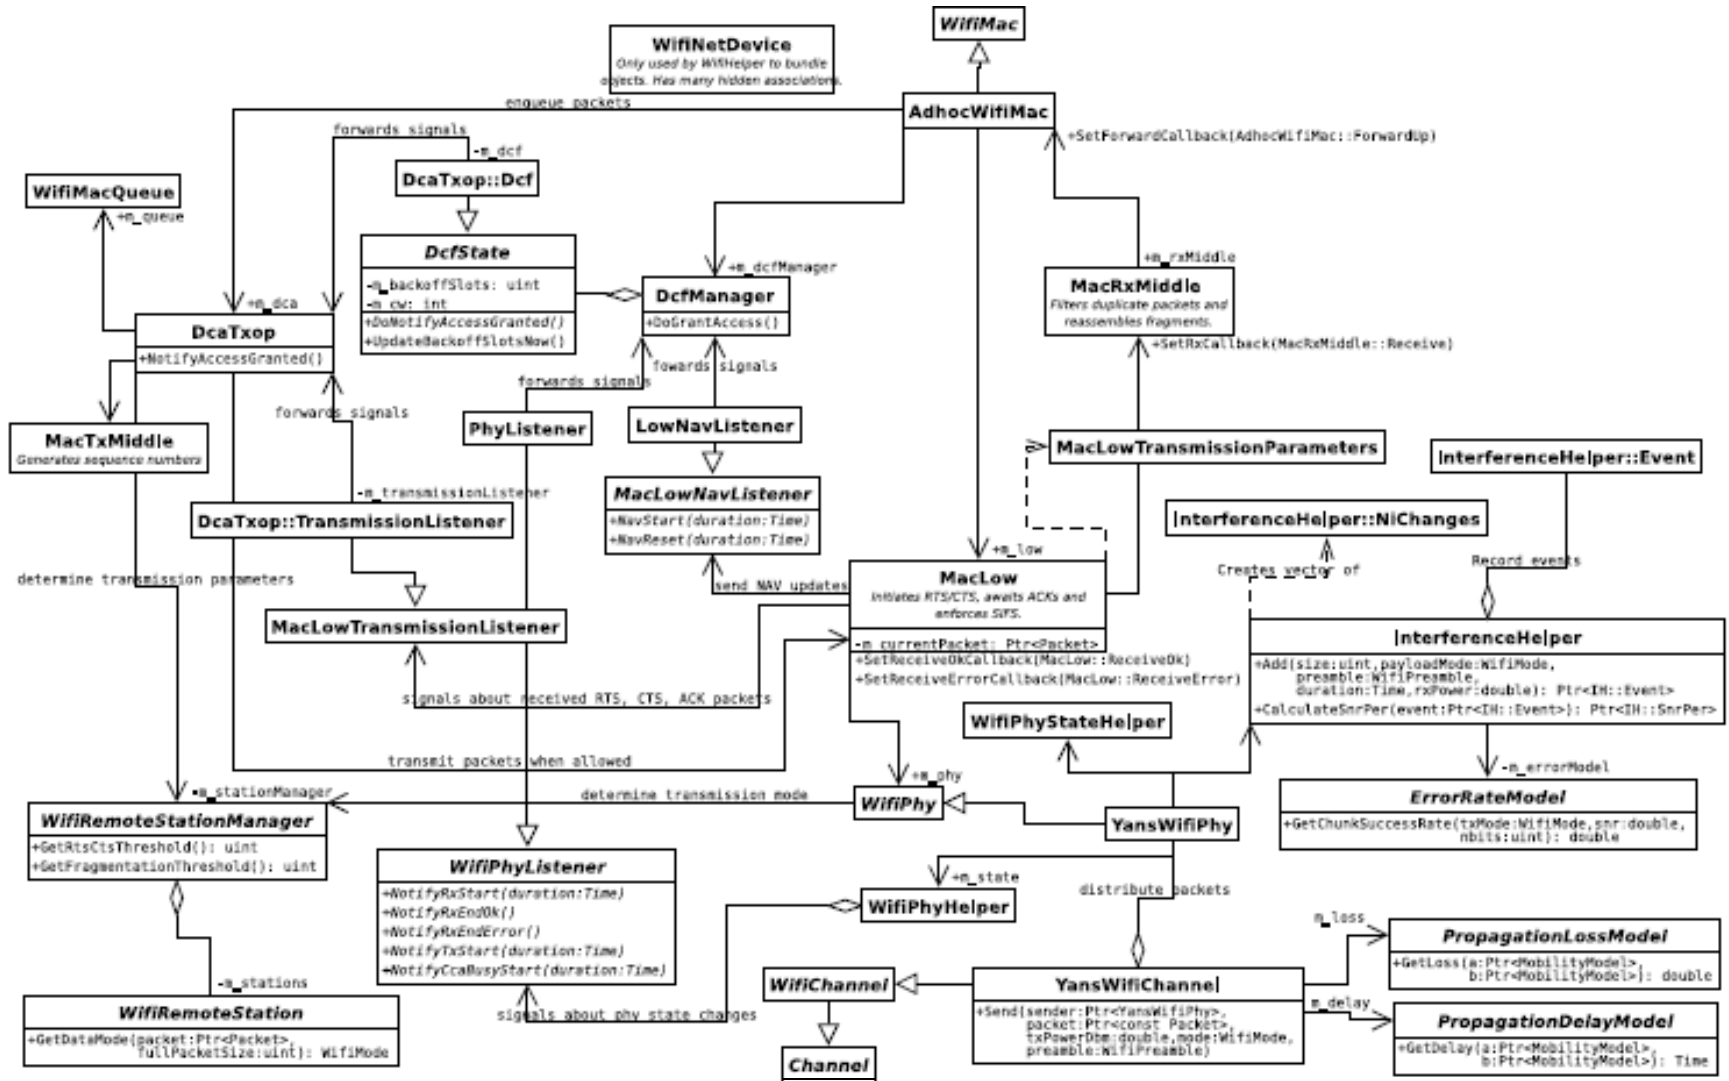 WifiMac
WifiNetDevice
Only used by WifiHelper to bundle
objects. Has many hidden associations.
AdhocWifiMac
enqueue packets
forwards signals
-m_dcf
+SetForwardCallback(AdhocWifiMac::ForwardUp)
DcaTxop::Dcf
WifiMacQueue
+m_queue
DcfState
-m_backoffSlots: uint
-m_cw: int
+DoNotifyAccessGranted()
+UpdateBackoffSlotsNow()
+m_dcfManager
DcfManager
+DoGrantAccess()
+m_rxMiddle
MacRxMiddle
Filters duplicate packets and
reassembles fragments.
+SetRxCallback(MacRxMiddle::Receive)
+m_dca
DcaTxop
+NotifyAccessGranted()
forwards signals
fowards signals
forwards signals
PhyListener
LowNavListener
MacTxMiddle
Generates sequence numbers
MacLowTransmissionParameters
InterferenceHelper::Event
-m_transmissionListener
DcaTxop::TransmissionListener
MacLowNavListener
+NavStart(duration:Time)
+NavReset(duration:Time)
InterferenceHelper::NiChanges
+m_low
Record events
Creates vector of
determine transmission parameters
send NAV updates
MacLow
Initiates RTS/CTS, awaits ACKs and
enforces SIFS.
-m_currentPacket: Ptr<Packet>
+SetReceiveOkCallback(MacLow::ReceiveOk)
+SetReceiveErrorCallback(MacLow::ReceiveError)
MacLowTransmissionListener
InterferenceHelper
+Add(size:uint,payloadMode:WifiMode,
preamble:WifiPreamble,
duration:Time,rxPower:double): Ptr<IH::Event>
+CalculateSnrPer(event:Ptr<IH::Event>): Ptr<IH::SnrPer>
signals about received RTS, CTS, ACK packets
WifiPhyStateHelper
transmit packets when allowed
+m_phy
-m_errorModel
-m_stationManager
determine transmission mode
WifiPhy
YansWifiPhy
ErrorRateModel
+GetChunkSuccessRate(txMode:WifiMode,snr:double,
nbits:uint): double
WifiRemoteStationManager
+GetRtsCtsThreshold(): uint
+GetFragmentationThreshold(): uint
WifiPhyListener
+NotifyRxStart(duration:Time)
+NotifyRxEndOk()
+NotifyRxEndError()
+NotifyTxStart(duration:Time)
+NotifyCcaBusyStart(duration:Time)
+m_state
distribute packets
WifiPhyHelper
m_loss
PropagationLossModel
+GetLoss(a:Ptr<MobilityModel>,
b:Ptr<MobilityModel>): double
-m_stations
WifiChannel
YansWifiChannel
+Send(sender:Ptr<YansWifiPhy>,
packet:Ptr<const Packet>,
txPowerDbm:double,mode:WifiMode,
preamble:WifiPreamble)
m_delay
signals about phy state changes
WifiRemoteStation
+GetDataMode(packet:Ptr<Packet>,
fullPacketSize:uint): WifiMode
PropagationDelayModel
+GetDelay(a:Ptr<MobilityModel>,
b:Ptr<MobilityModel>): Time
Channel